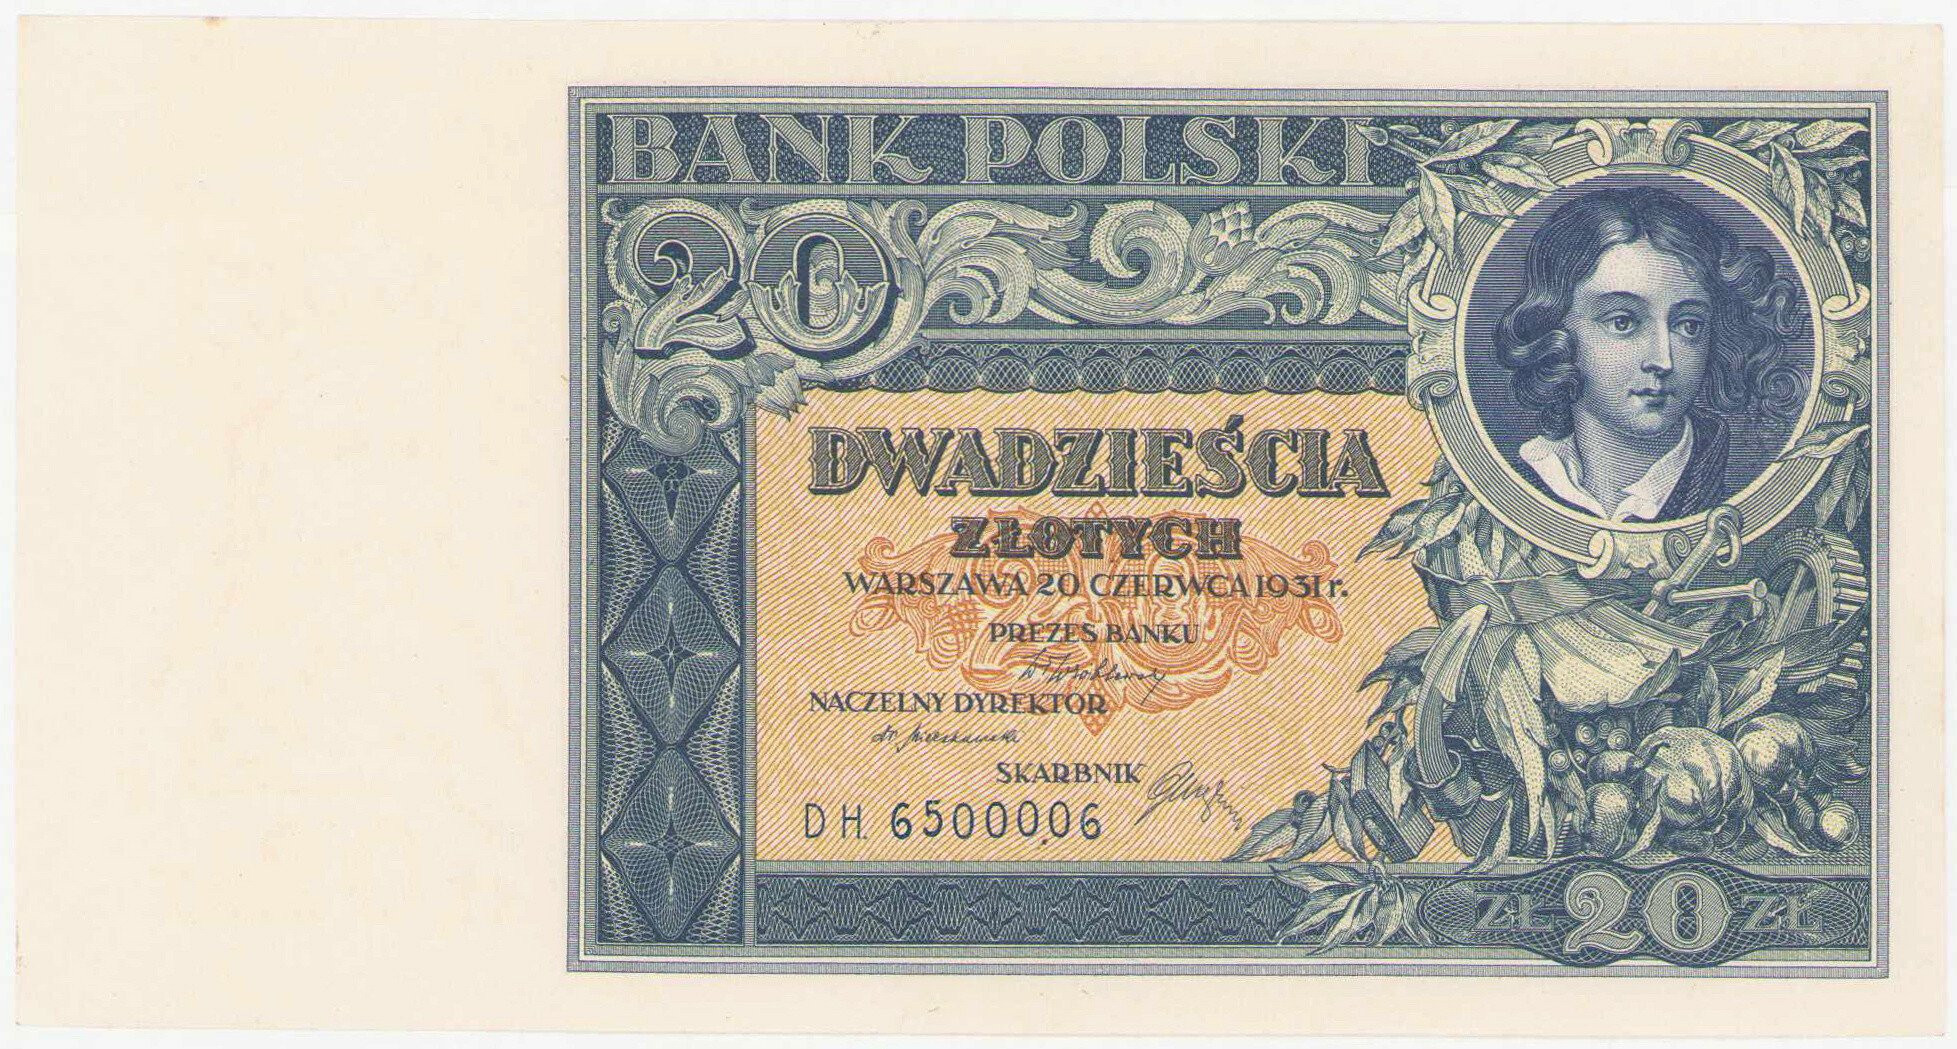 BANK POLSKI
20
DWADZIEŚCIA
ZŁOTYCH
WARSZAWA 20 CZERWCA 1931 r.
PREZES BANKU
NACZELNY DYREKTOR
SKARBNIK
DH. 6500006
ZŁ 20 ZŁ